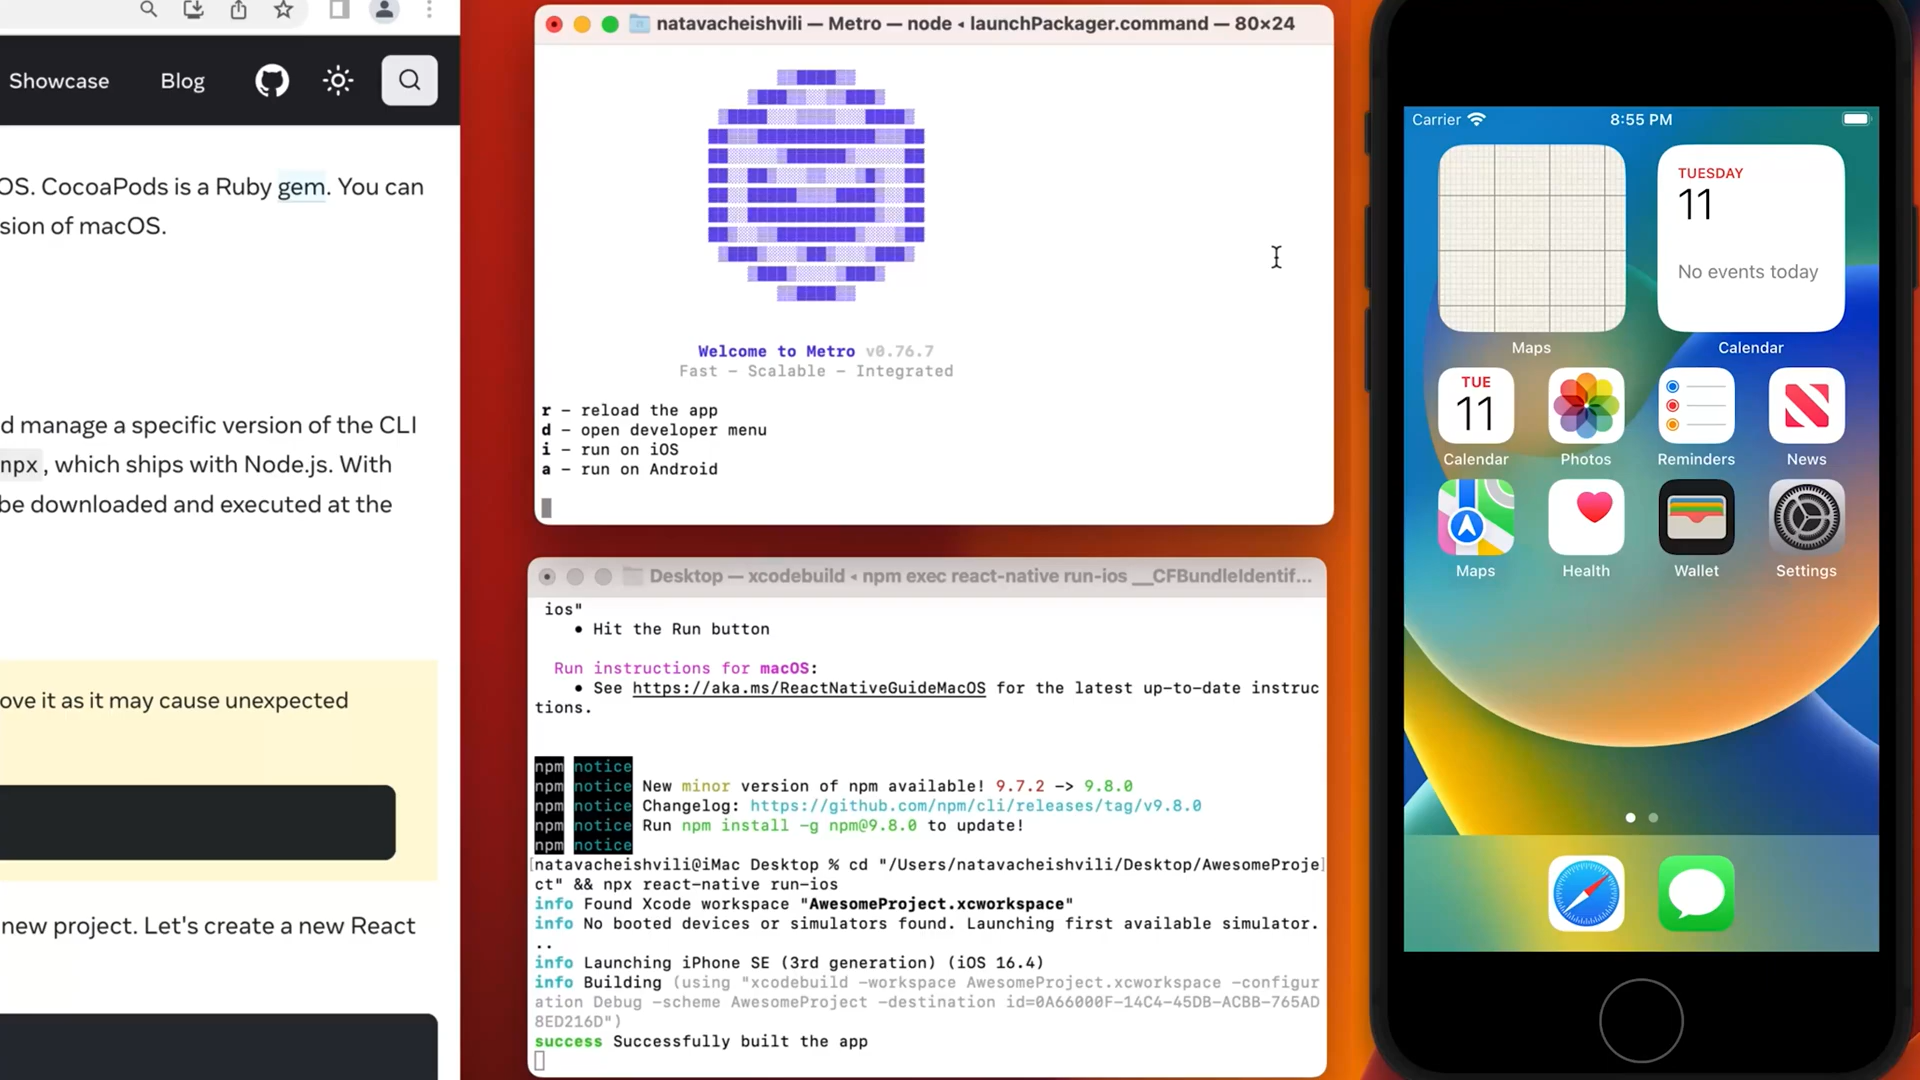 Showcase
Blog
OS. CocoaPods is a Ruby gem. You can
sion of macOS.
d manage a specific version of the CLI
npx, which ships with Node.js. With
be downloaded and executed at the
ove it as it may cause unexpected
new project. Let's create a new React
natavacheishvili — Metro — node ◂ launchPackager.command — 80×24
Welcome to Metro v0.76.7
Fast - Scalable - Integrated
r - reload the app
d - open developer menu
i - run on iOS
a - run on Android
Desktop — xcodebuild ◂ npm exec react-native run-ios __CFBundleIdentif...
ios"
• Hit the Run button
Run instructions for macOS:
• See https://aka.ms/ReactNativeGuideMacOS for the latest up-to-date instruc
tions.
npm notice
npm notice New minor version of npm available! 9.7.2 -> 9.8.0
npm notice Changelog: https://github.com/npm/cli/releases/tag/v9.8.0
npm notice Run npm install -g npm@9.8.0 to update!
npm notice
[natavacheishvili@iMac Desktop % cd "/Users/natavacheishvili/Desktop/AwesomeProje]
ct" && npx react-native run-ios
info Found Xcode workspace "AwesomeProject.xcworkspace"
info No booted devices or simulators found. Launching first available simulator.
..
info Launching iPhone SE (3rd generation) (iOS 16.4)
info Building (using "xcodebuild -workspace AwesomeProject.xcworkspace -configur
ation Debug -scheme AwesomeProject -destination id=0A66000F-14C4-45DB-ACBB-765AD
8ED216D")
success Successfully built the app
Carrier
8:55 PM
TUESDAY
11
No events today
Maps
Calendar
TUE
11
Calendar
Photos
Reminders
News
Maps
Health
Wallet
Settings